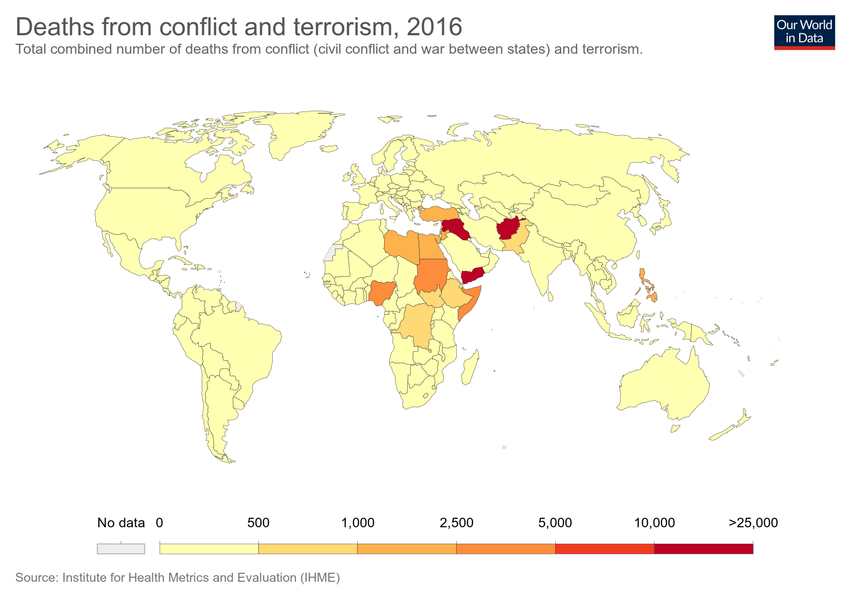 Deaths from conflict and terrorism, 2016
Total combined number of deaths from conflict (civil conflict and war between states) and terrorism.
Our World
in Data
No data 0 500 1,000 2,500 5,000 10,000 >25,000
Source: Institute for Health Metrics and Evaluation (IHME)